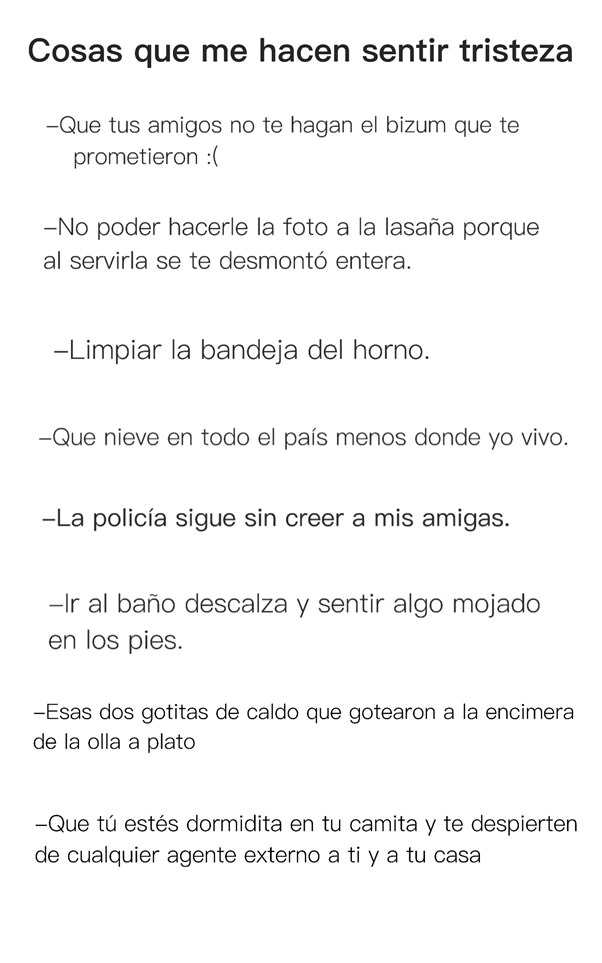 Cosas que me hacen sentir tristeza
–Que tus amigos no te hagan el bizum que te
prometieron :(
–No poder hacerle la foto a la lasaña porque
al servirla se te desmontó entera.
–Limpiar la bandeja del horno.
–Que nieve en todo el país menos donde yo vivo.
–La policía sigue sin creer a mis amigas.
–Ir al baño descalza y sentir algo mojado
en los pies.
–Esas dos gotitas de caldo que gotearon a la encimera
de la olla a plato
–Que tú estés dormidita en tu camita y te despierten
de cualquier agente externo a ti y a tu casa